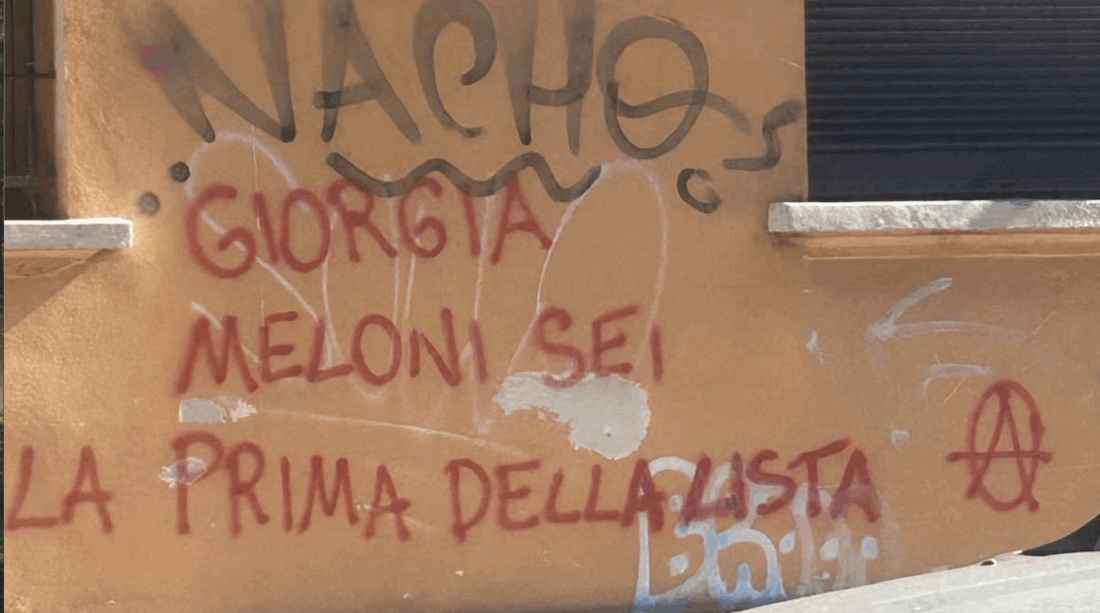 NACHO
GIORGIA
MELONI SEI
LA PRIMA DELLA LISTA